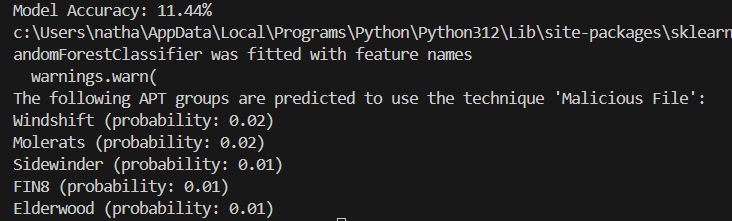 Model Accuracy: 11.44%
c:\Users\natha\AppData\Local\Programs\Python\Python312\Lib\site-packages\sklearn
andomForestClassifier was fitted with feature names
  warnings.warn(
The following APT groups are predicted to use the technique 'Malicious File':
Windshift (probability: 0.02)
Molerats (probability: 0.02)
Sidewinder (probability: 0.01)
FIN8 (probability: 0.01)
Elderwood (probability: 0.01)